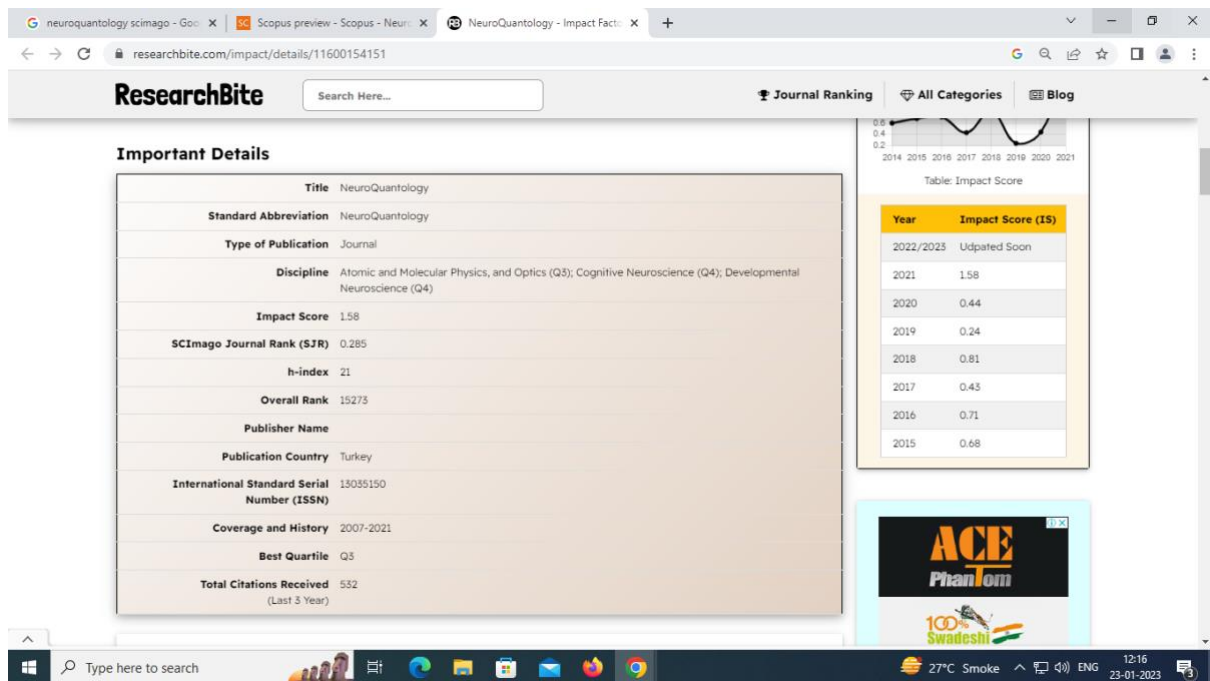 neuroquantology scimago - Goo
Scopus preview - Scopus - Neuro
NeuroQuantology - Impact Facto
researchbite.com/impact/details/11600154151
ResearchBite
Search Here...
Journal Ranking
All Categories
Blog
Important Details
Title NeuroQuantology
Standard Abbreviation NeuroQuantology
Type of Publication Journal
Discipline Atomic and Molecular Physics, and Optics (Q3); Cognitive Neuroscience (Q4); Developmental
Neuroscience (Q4)
Impact Score 1.58
SCImago Journal Rank (SJR) 0.285
h-index 21
Overall Rank 15273
Publisher Name
Publication Country Turkey
International Standard Serial 13035150
Number (ISSN)
Coverage and History 2007-2021
Best Quartile Q3
Total Citations Received 532
(Last 3 Year)
0.6
0.4
0.2
2014 2015 2016 2017 2018 2019 2020 2021
Table: Impact Score
Year Impact Score (IS)
2022/2023 Udpated Soon
2021 1.58
2020 0.44
2019 0.24
2018 0.81
2017 0.43
2016 0.71
2015 0.68
ACE
PhanTom
100%
Swadeshi
Type here to search
27°C Smoke
ENG
12:16
23-01-2023
3